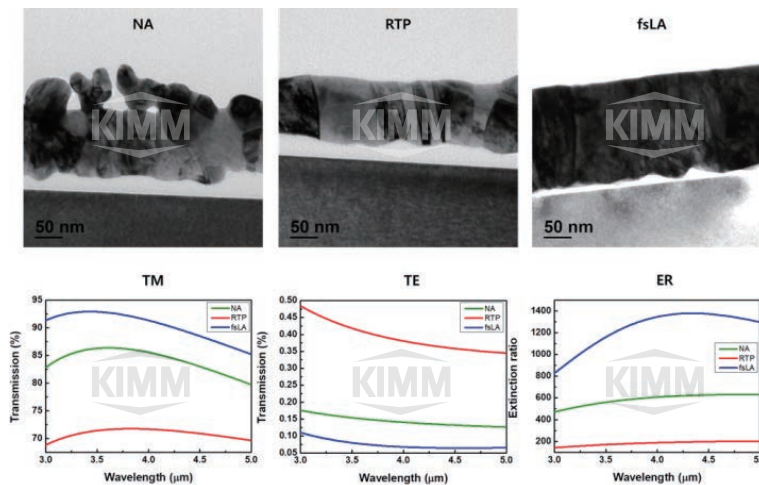 NA
RTP
fsLA
KIMM
KIMM
KIMM
50 nm
50 nm
50 nm
TM
TE
ER
95
90
85
80
75
70
Transmission (%)
NA
RTP
fsLA
KIMM
3.0 3.5 4.0 4.5 5.0
Wavelength (μm)
0.50
0.45
0.40
0.35
0.30
0.25
0.20
0.15
0.10
0.05
Transmission (%)
NA
RTP
fsLA
KIMM
3.0 3.5 4.0 4.5 5.0
Wavelength (μm)
1400
1200
1000
800
600
400
200
Extinction ratio
NA
RTP
fsLA
KIMM
3.0 3.5 4.0 4.5 5.0
Wavelength (μm)